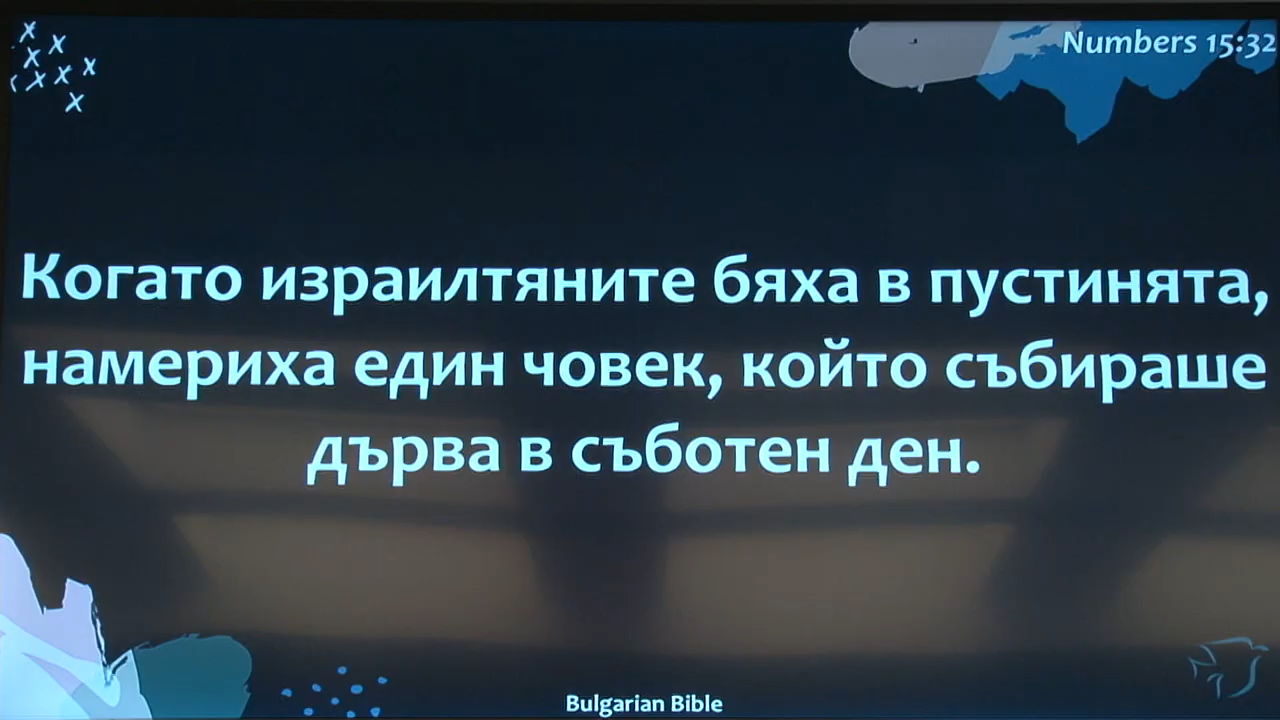 Numbers 15:32
Когато израилтяните бяха в пустинята,
намериха един човек, който събираше
дърва в съботен ден.
Bulgarian Bible